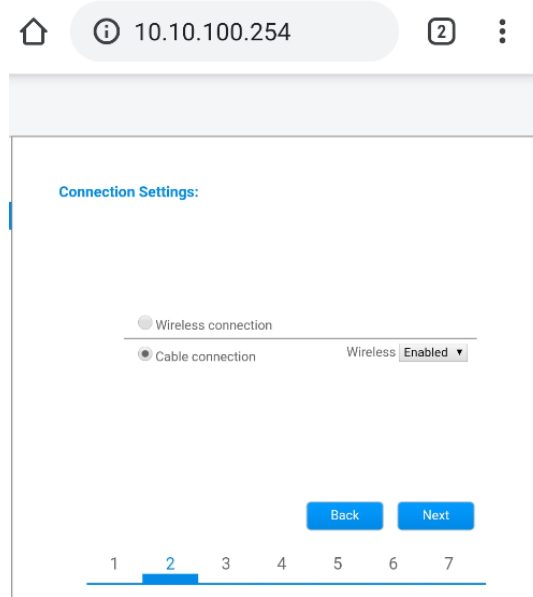 10.10.100.254 2
Connection Settings:
Wireless connection
Cable connection Wireless Enabled
Back Next
1 2 3 4 5 6 7